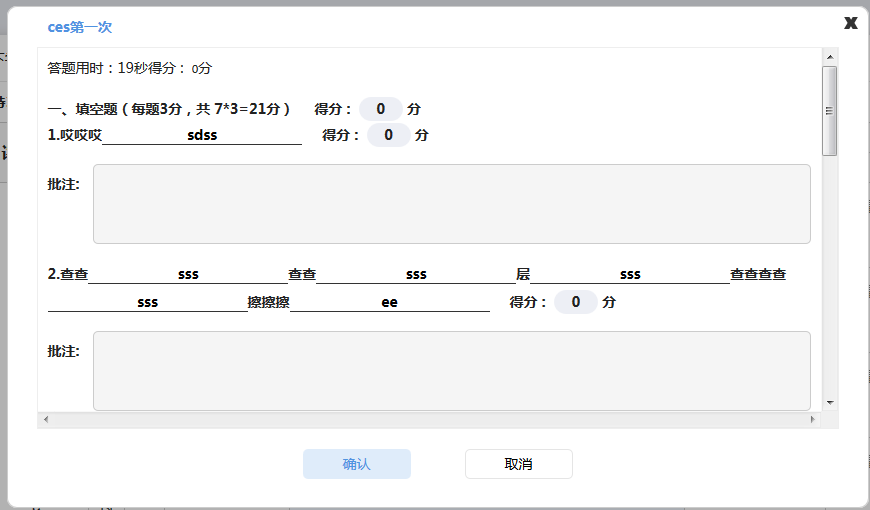 ces第一次
答题用时：19秒得分： 0分
一、填空题（每题3分，共 7*3=21分） 得分： 0 分
1.哎哎哎 sdss 得分： 0 分
批注:
2.查查 sss 查查 sss 层 sss 查查查查
sss 擦擦擦 ee 得分： 0 分
批注:
确认 取消